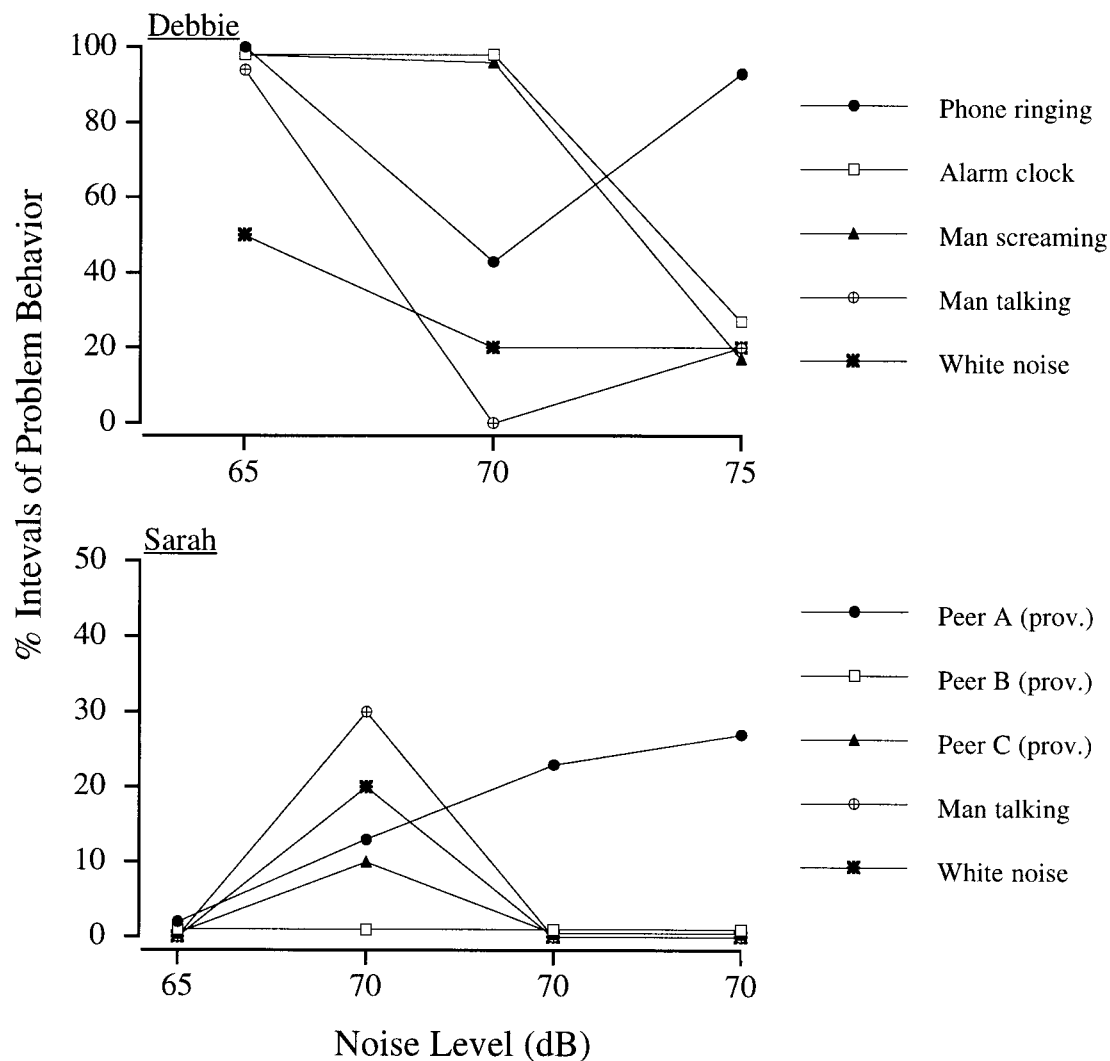 Debbie
100
80
60
40
20
0
65 70 75
Phone ringing
Alarm clock
Man screaming
Man talking
White noise
% Intevals of Problem Behavior
Sarah
50
40
30
20
10
0
65 70 70 70
Peer A (prov.)
Peer B (prov.)
Peer C (prov.)
Man talking
White noise
Noise Level (dB)